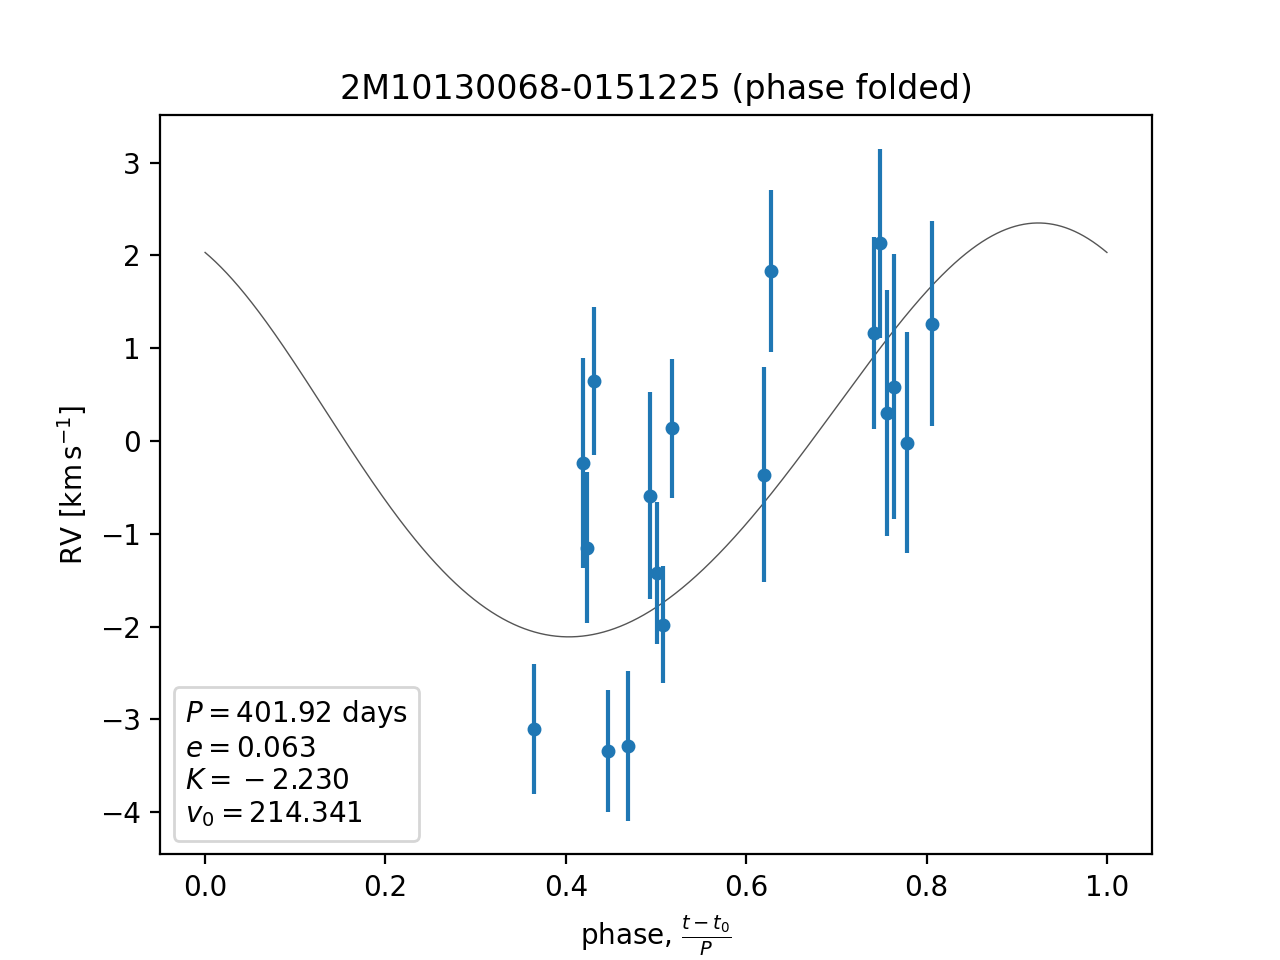 2M10130068-0151225 (phase folded)
RV [km s⁻¹]
3
2
1
0
−1
−2
−3
−4
P = 401.92 days
e = 0.063
K = −2.230
v₀ = 214.341
0.0 0.2 0.4 0.6 0.8 1.0
phase, (t − t₀)/P